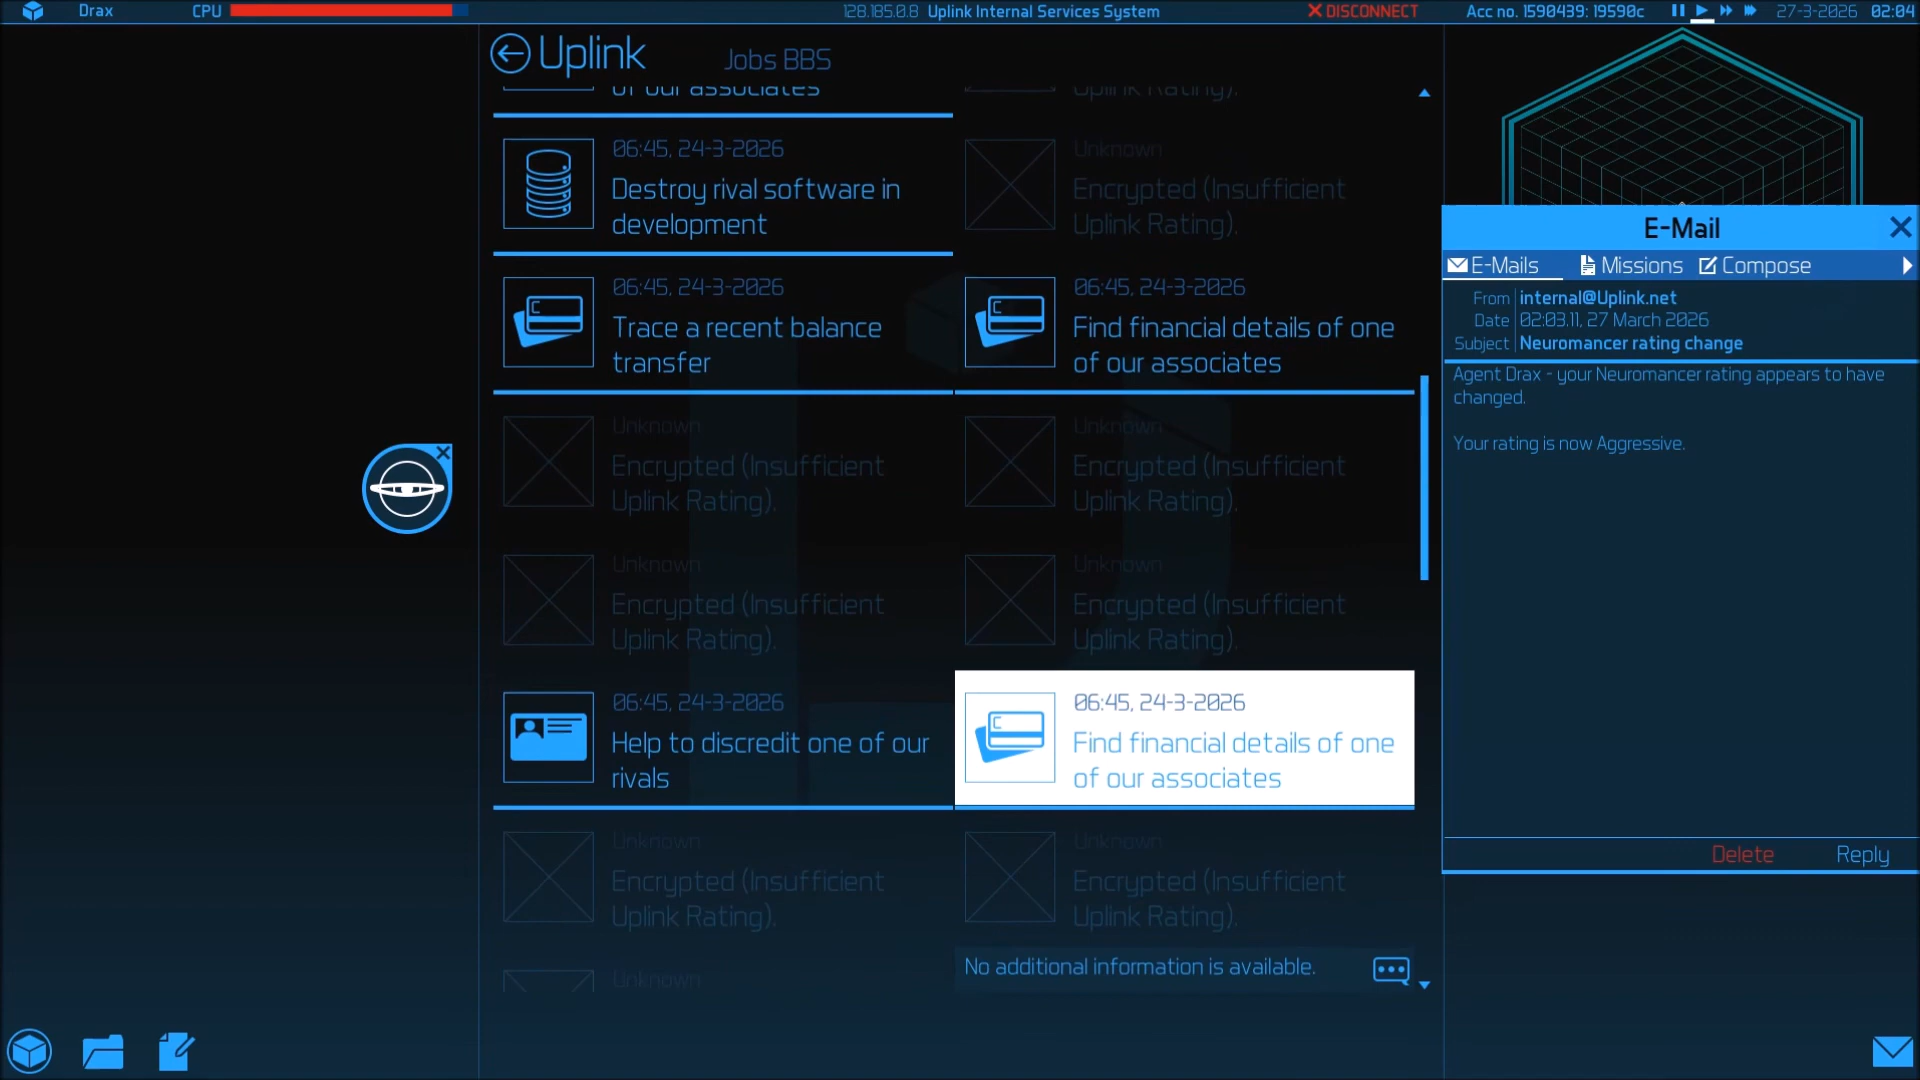 Drax
CPU
128.185.0.8 Uplink Internal Services System
DISCONNECT
Acc no. 1590439: 19590c
27-3-2026 02:04
Uplink
Jobs BBS
of our associates
Uplink Rating).
06:45, 24-3-2026
Destroy rival software in
development
Unknown
Encrypted (Insufficient
Uplink Rating).
06:45, 24-3-2026
Trace a recent balance
transfer
06:45, 24-3-2026
Find financial details of one
of our associates
Unknown
Encrypted (Insufficient
Uplink Rating).
Unknown
Encrypted (Insufficient
Uplink Rating).
Unknown
Encrypted (Insufficient
Uplink Rating).
Unknown
Encrypted (Insufficient
Uplink Rating).
06:45, 24-3-2026
Help to discredit one of our
rivals
06:45, 24-3-2026
Find financial details of one
of our associates
Unknown
Encrypted (Insufficient
Uplink Rating).
Unknown
Encrypted (Insufficient
Uplink Rating).
Unknown
No additional information is available.
E-Mail
E-Mails
Missions
Compose
From internal@Uplink.net
Date 02:03.11, 27 March 2026
Subject Neuromancer rating change
Agent Drax - your Neuromancer rating appears to have
changed.
Your rating is now Aggressive.
Delete
Reply